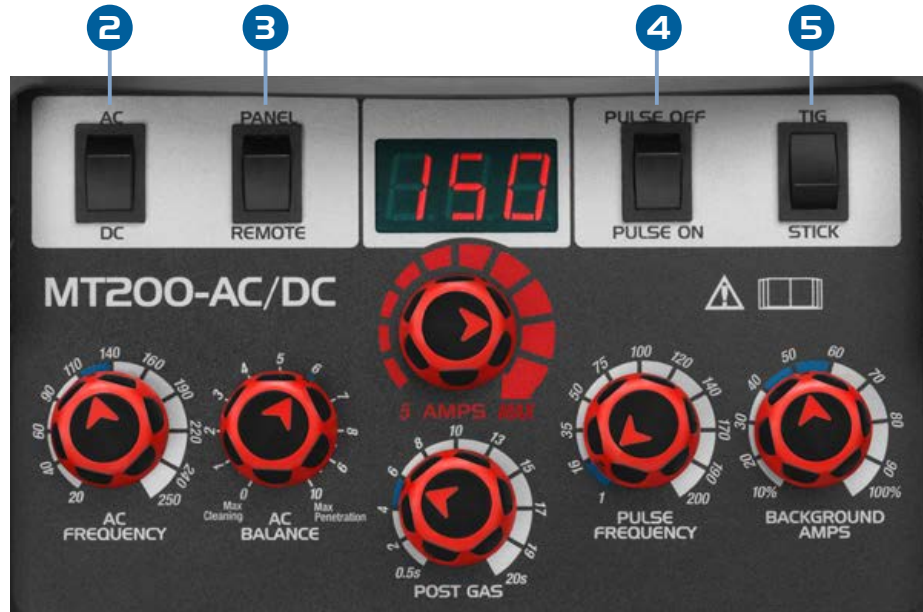 2 3 4 5
AC PANEL PULSE OFF TIG
150
DC REMOTE PULSE ON STICK
MT200-AC/DC
5 AMPS
20 40 60 90 110 140 160 190 220 240 250
AC
FREQUENCY
0 1 2 3 4 5 6 7 8 9 10
Max
Cleaning
Max
Penetration
AC
BALANCE
0.5s 2 4 6 8 10 13 15 17 19 20s
POST GAS
1 16 35 50 75 100 120 140 170 190 200
PULSE
FREQUENCY
10% 20 30 40 50 60 70 80 90 100%
BACKGROUND
AMPS